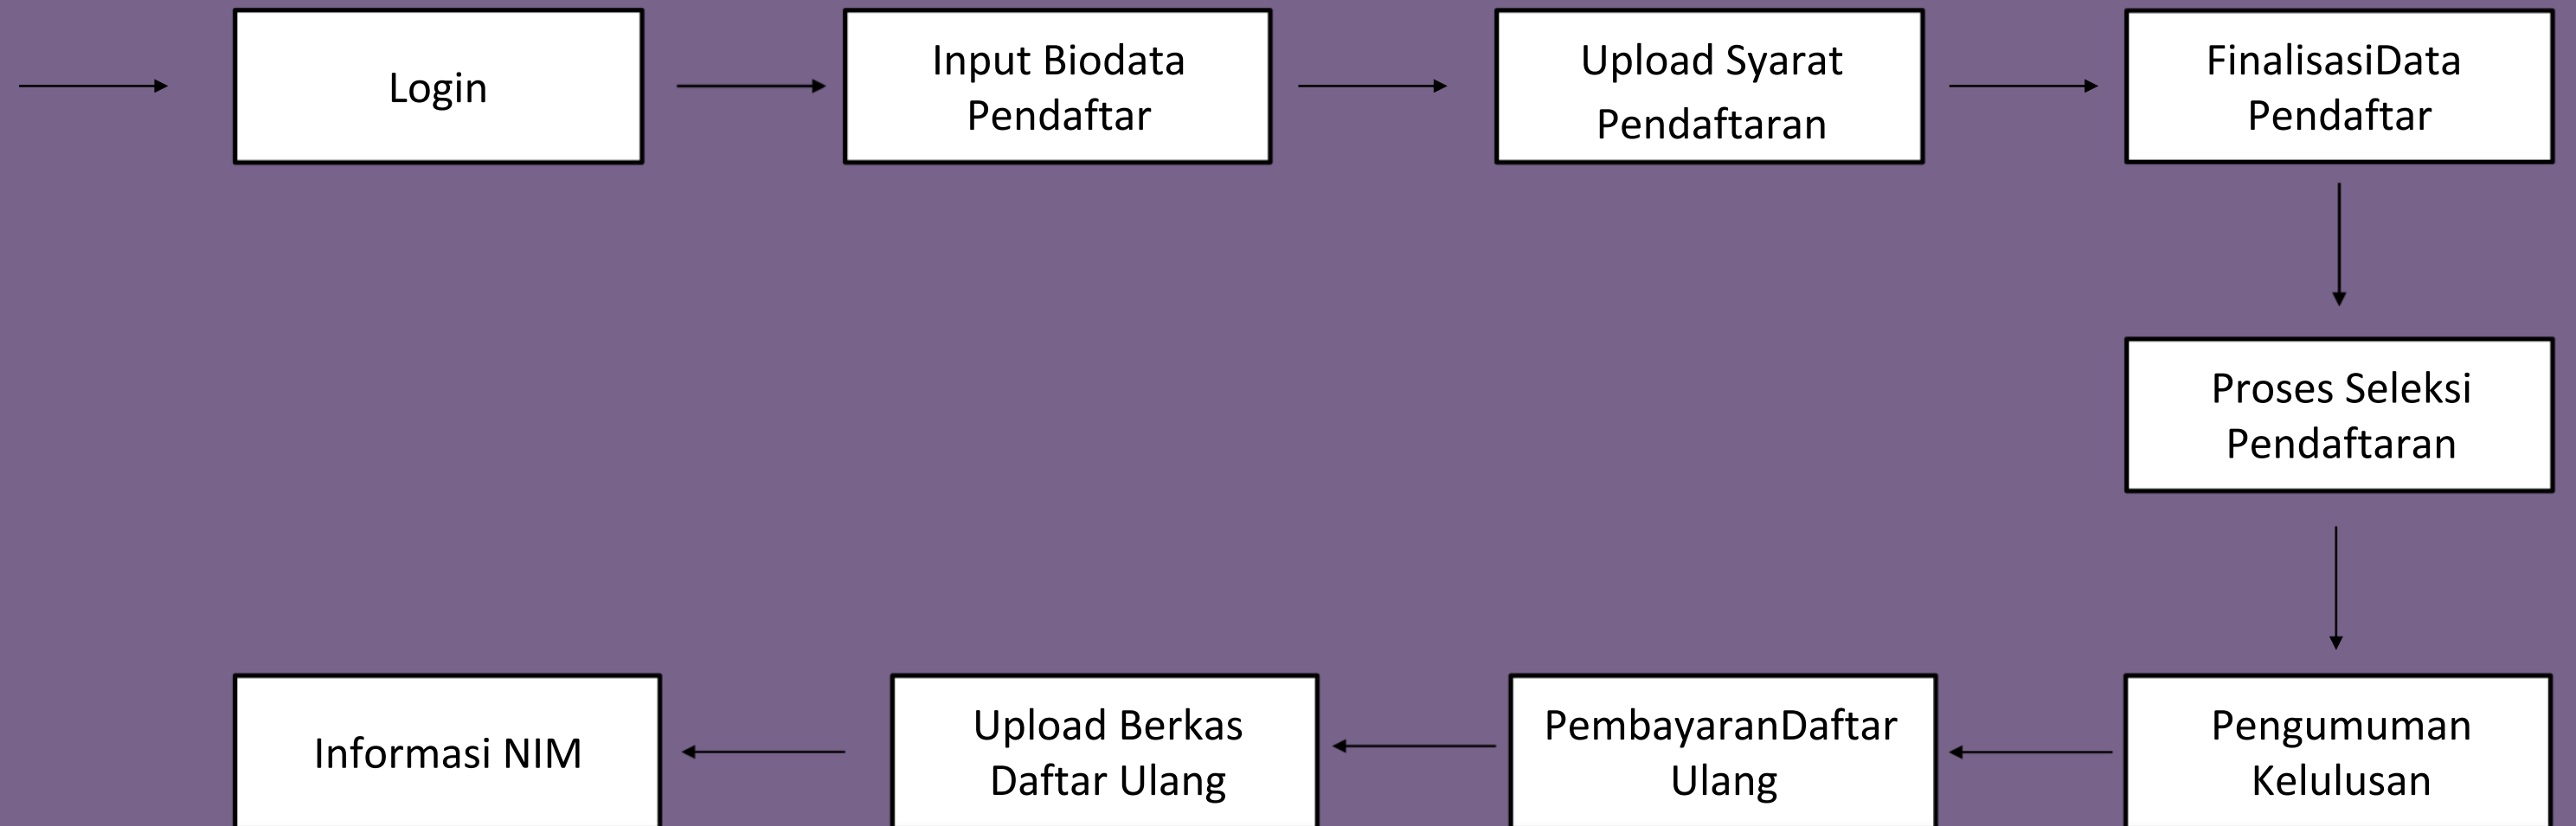 Login
Input Biodata
Pendaftar
Upload Syarat
Pendaftaran
FinalisasiData
Pendaftar
Proses Seleksi
Pendaftaran
Pengumuman
Kelulusan
PembayaranDaftar
Ulang
Upload Berkas
Daftar Ulang
Informasi NIM